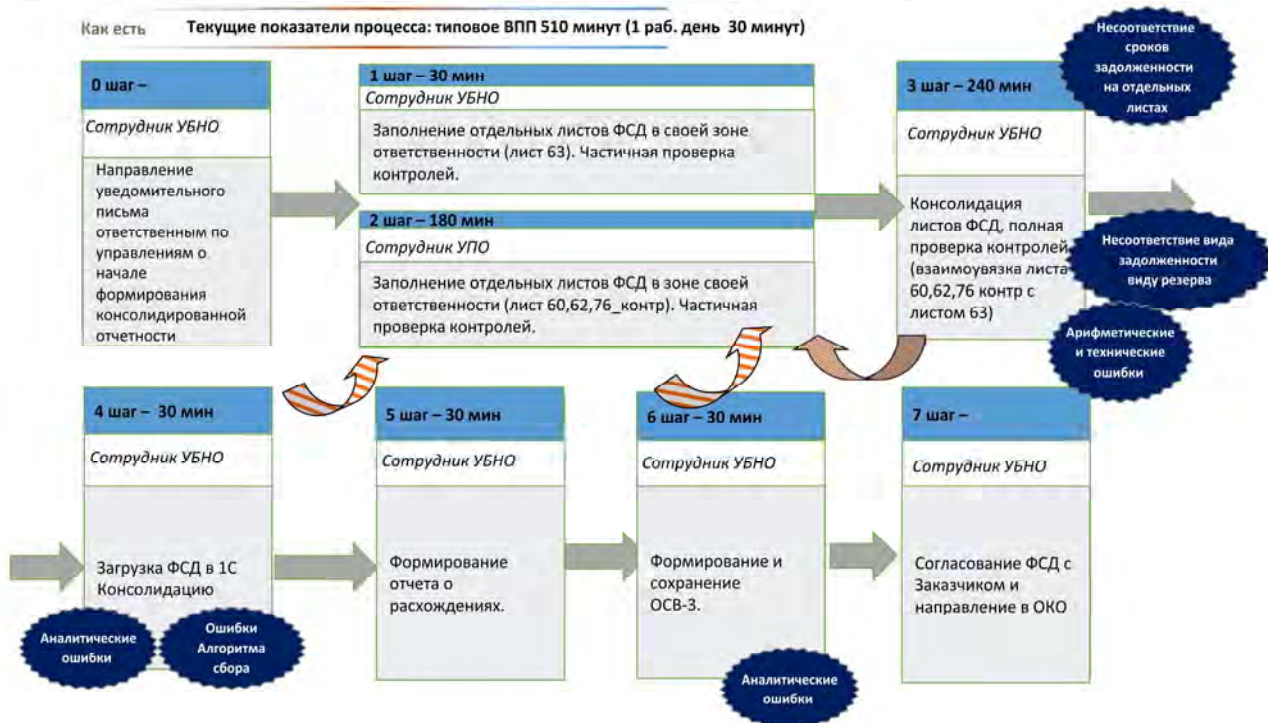 Как есть
Текущие показатели процесса: типовое ВПП 510 минут (1 раб. день 30 минут)
0 шаг –
Сотрудник УБНО
Направление
уведомительного
письма
ответственным по
управлениям о
начале
формирования
консолидированной
отчетности
1 шаг – 30 мин
Сотрудник УБНО
Заполнение отдельных листов ФСД в своей зоне
ответственности (лист 63). Частичная проверка
контролей.
2 шаг – 180 мин
Сотрудник УПО
Заполнение отдельных листов ФСД в зоне своей
ответственности (лист 60,62,76_контр). Частичная
проверка контролей.
3 шаг – 240 мин
Сотрудник УБНО
Консолидация
листов ФСД, полная
проверка контролей
(взаимоувязка листа
60,62,76 контр с
листом 63)
Несоответствие
сроков
задолженности
на отдельных
листах
Несоответствие вида
задолженности
виду резерва
Арифметические
и технические
ошибки
4 шаг – 30 мин
Сотрудник УБНО
Загрузка ФСД в 1С
Консолидацию
Аналитические
ошибки
Ошибки
Алгоритма
сбора
5 шаг – 30 мин
Сотрудник УБНО
Формирование
отчета о
расхождениях.
6 шаг – 30 мин
Сотрудник УБНО
Формирование и
сохранение
ОСВ-3.
Аналитические
ошибки
7 шаг –
Сотрудник УБНО
Согласование ФСД с
Заказчиком и
направление в ОКО